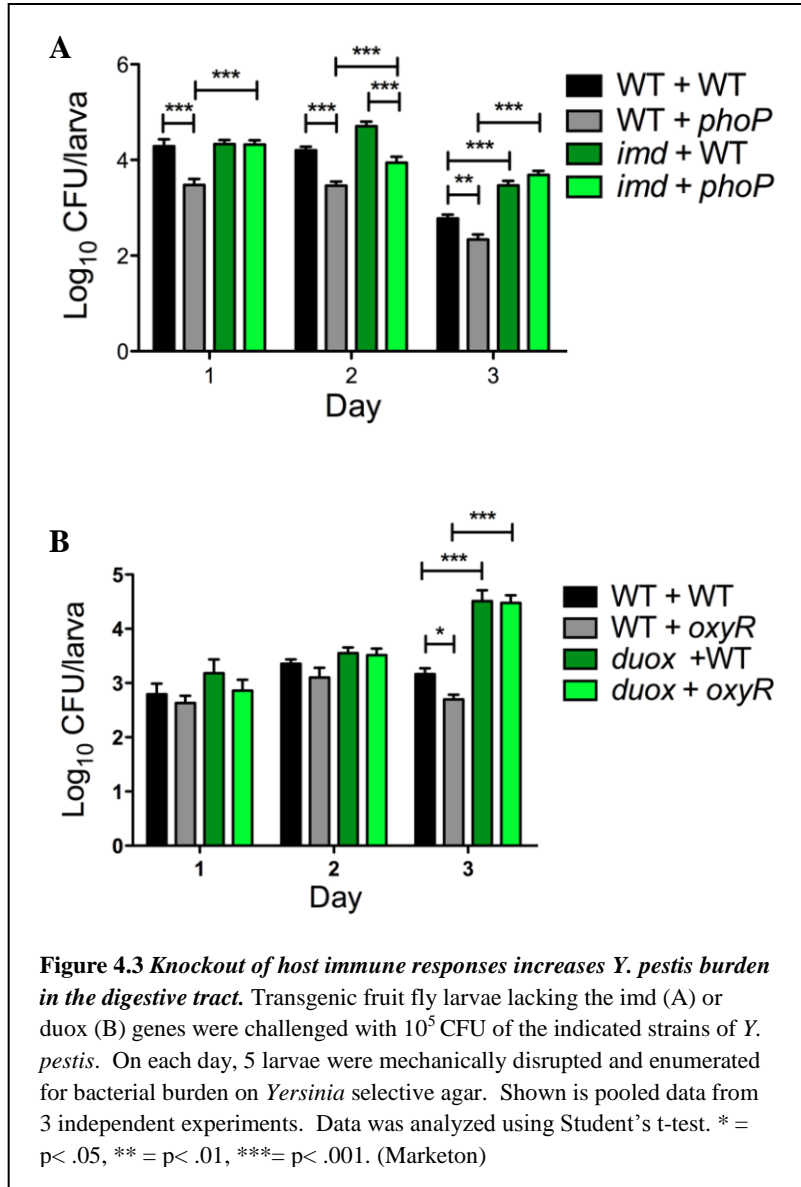 A
***
***
***
***
***
***
***
**
6
4
2
0
Log10 CFU/larva
1
2
3
Day
WT + WT
WT + phoP
imd + WT
imd + phoP
B
***
***
*
5
4
3
2
1
0
Log10 CFU/larva
1
2
3
Day
WT + WT
WT + oxyR
duox +WT
duox + oxyR
Figure 4.3 Knockout of host immune responses increases Y. pestis burden
in the digestive tract. Transgenic fruit fly larvae lacking the imd (A) or
duox (B) genes were challenged with 10⁵ CFU of the indicated strains of Y.
pestis. On each day, 5 larvae were mechanically disrupted and enumerated
for bacterial burden on Yersinia selective agar. Shown is pooled data from
3 independent experiments. Data was analyzed using Student’s t-test. * =
p< .05, ** = p< .01, ***= p< .001. (Marketon)